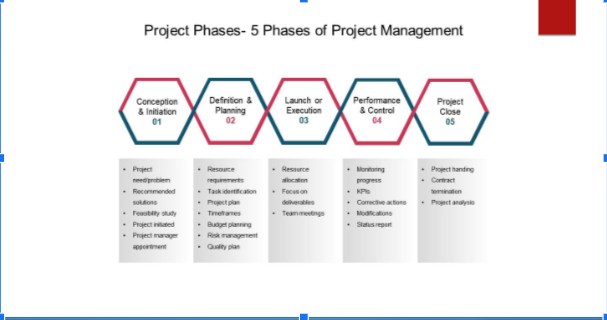 Project Phases- 5 Phases of Project Management
Conception
& Initiation
01
Definition &
Planning
02
Launch or
Execution
03
Performance
& Control
04
Project
Close
05
• Project
need/problem
• Recommended
solutions
• Feasibility study
• Project initiated
• Project manager
appointment
• Resource
requirements
• Task identification
• Project plan
• Timeframes
• Budget planning
• Risk management
• Quality plan
• Resource
allocation
• Focus on
deliverables
• Team meetings
• Monitoring
progress
• KPIs
• Corrective actions
• Modifications
• Status report
• Project handing
• Contract
termination
• Project analysis